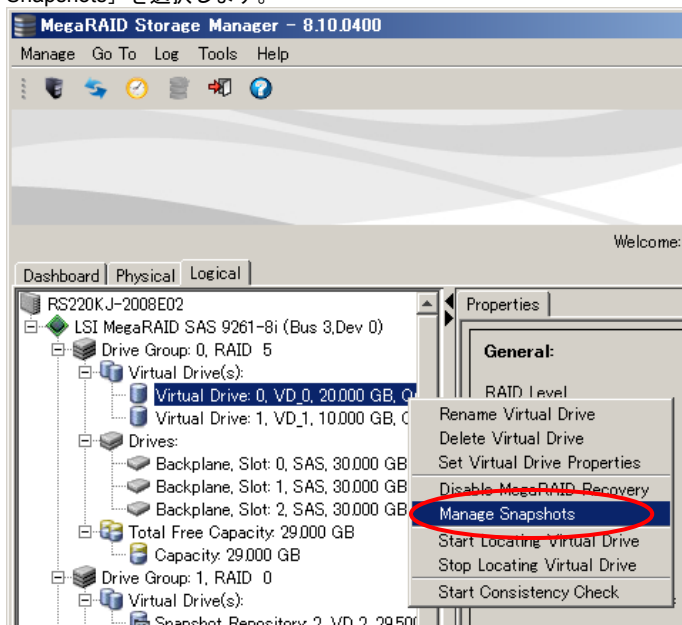 Snapshots」を選択します。
MegaRAID Storage Manager - 8.10.0400
Manage Go To Log Tools Help
Welcome:
Dashboard Physical Logical
RS220KJ-2008E02
LSI MegaRAID SAS 9261-8i (Bus 3,Dev 0)
Drive Group: 0, RAID 5
Virtual Drive(s):
Virtual Drive: 0, VD_0, 20.000 GB, O
Virtual Drive: 1, VD_1, 10.000 GB, O
Drives:
Backplane, Slot: 0, SAS, 30.000 GB
Backplane, Slot: 1, SAS, 30.000 GB
Backplane, Slot: 2, SAS, 30.000 GB
Total Free Capacity: 29.000 GB
Capacity: 29.000 GB
Drive Group: 1, RAID 0
Virtual Drive(s):
Snapshot Repository: 2, VD_2, 29.500
Properties
General:
RAID Level
Rename Virtual Drive
Delete Virtual Drive
Set Virtual Drive Properties
Disable MegaRAID Recovery
Manage Snapshots
Start Locating Virtual Drive
Stop Locating Virtual Drive
Start Consistency Check